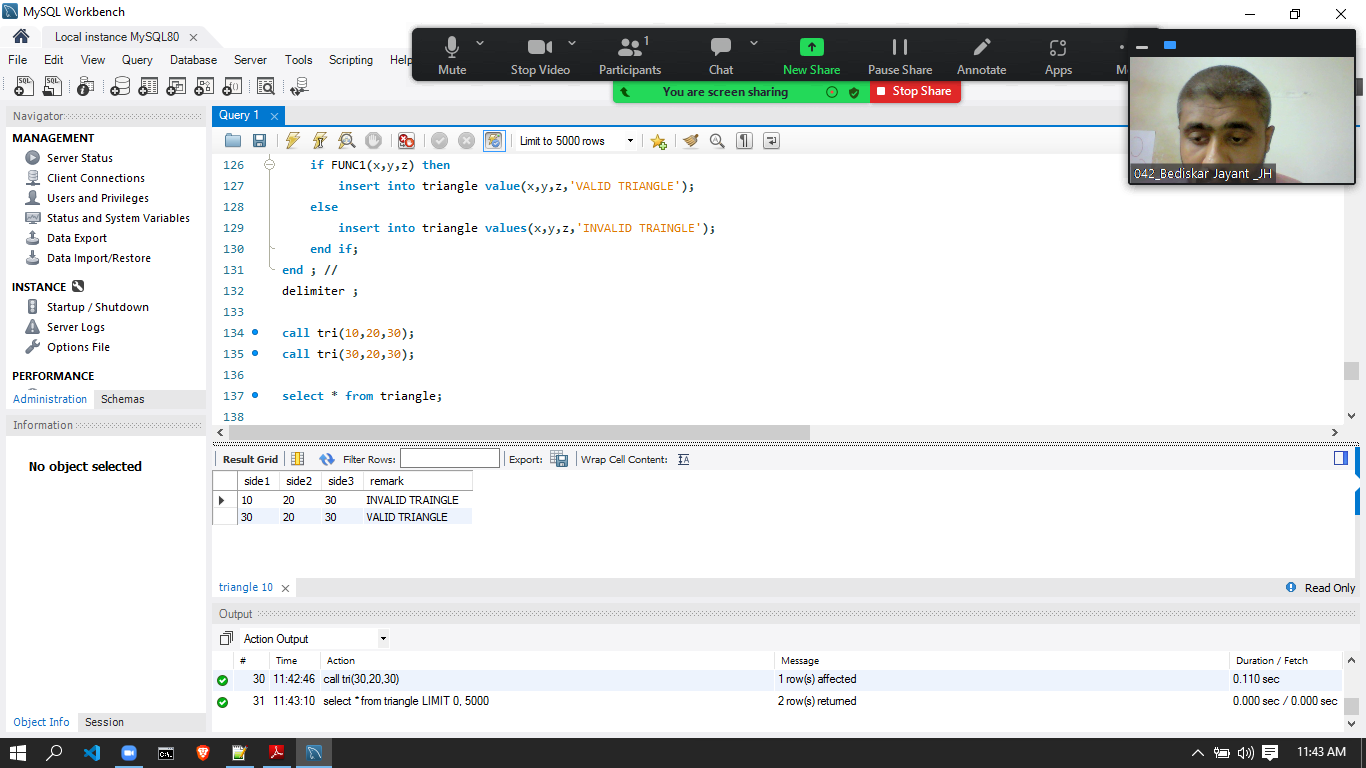 MySQL Workbench
Local instance MySQL80
File Edit View Query Database Server Tools Scripting Help
Mute Stop Video Participants 1 Chat New Share Pause Share Annotate Apps
You are screen sharing Stop Share
042_Bediskar Jayant _JH
Navigator
MANAGEMENT
Server Status
Client Connections
Users and Privileges
Status and System Variables
Data Export
Data Import/Restore
INSTANCE
Startup / Shutdown
Server Logs
Options File
PERFORMANCE
Administration Schemas
Information
No object selected
Object Info Session
Query 1
Limit to 5000 rows
126 if FUNC1(x,y,z) then
127 insert into triangle value(x,y,z,'VALID TRIANGLE');
128 else
129 insert into triangle values(x,y,z,'INVALID TRAINGLE');
130 end if;
131 end ; //
132 delimiter ;
133
134 call tri(10,20,30);
135 call tri(30,20,30);
136
137 select * from triangle;
138
Result Grid Filter Rows: Export: Wrap Cell Content:
side1 side2 side3 remark
10 20 30 INVALID TRAINGLE
30 20 30 VALID TRIANGLE
triangle 10 Read Only
Output
Action Output
# Time Action Message Duration / Fetch
30 11:42:46 call tri(30,20,30) 1 row(s) affected 0.110 sec
31 11:43:10 select * from triangle LIMIT 0, 5000 2 row(s) returned 0.000 sec / 0.000 sec
11:43 AM